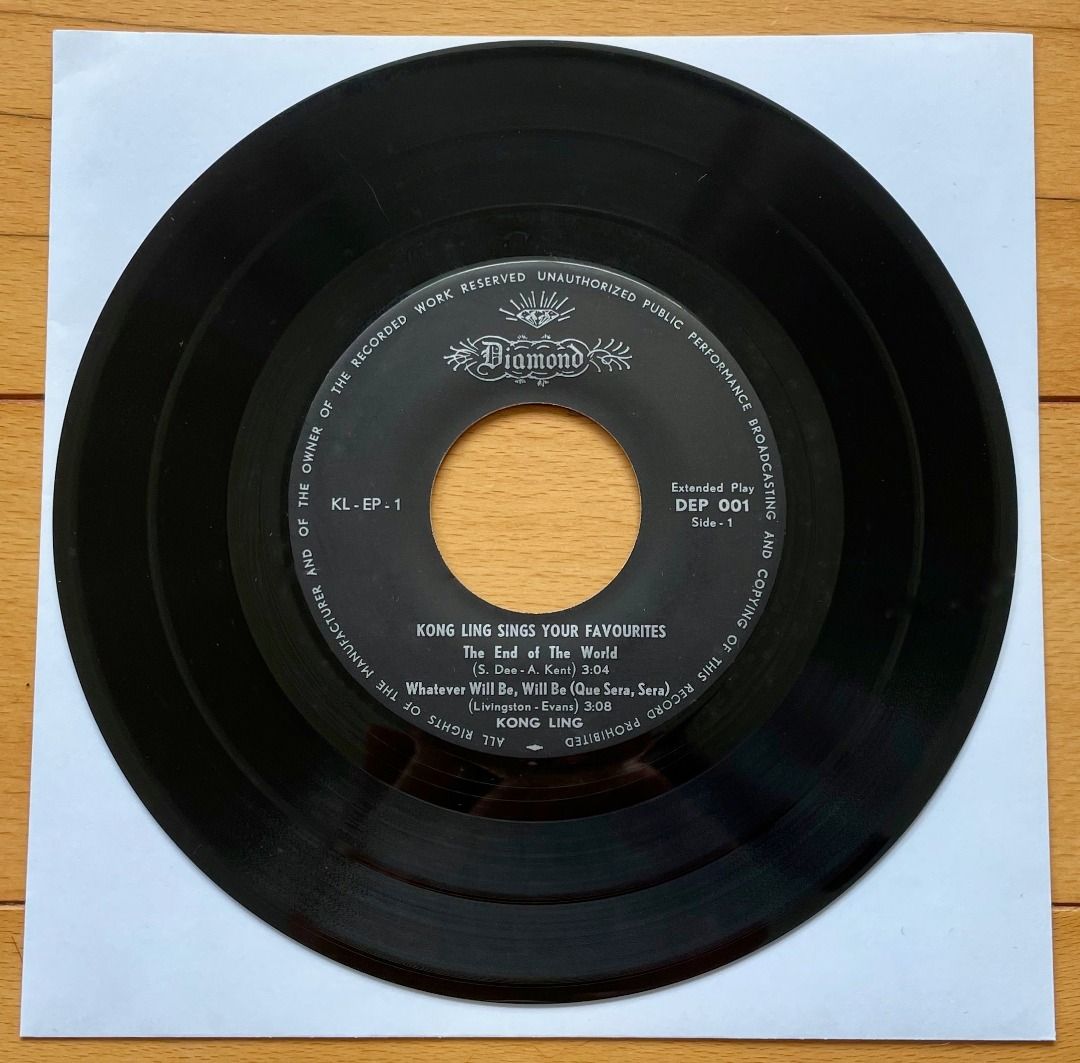 ALL RIGHTS OF THE MANUFACTURER AND OF THE OWNER OF THE RECORDED WORK RESERVED UNAUTHORIZED PUBLIC PERFORMANCE BROADCASTING AND COPYING OF THIS RECORD PROHIBITED
Diamond
KL - EP - 1
Extended Play
DEP 001
Side - 1
KONG LING SINGS YOUR FAVOURITES
The End of The World
(S. Dee - A. Kent) 3:04
Whatever Will Be, Will Be (Que Sera, Sera)
(Livingston - Evans) 3:08
KONG LING